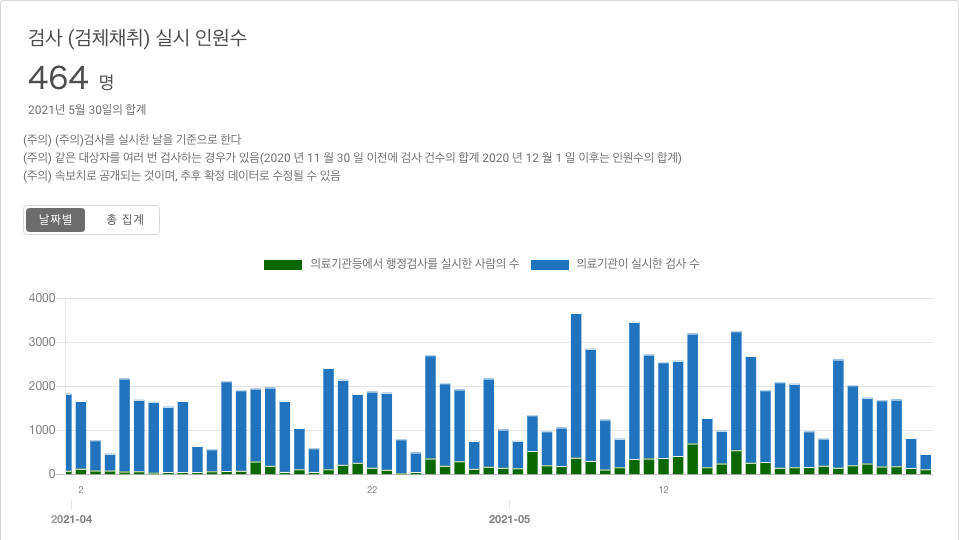 검사 (검체채취) 실시 인원수
464 명
2021년 5월 30일의 합계
(주의) (주의)검사를 실시한 날을 기준으로 한다
(주의) 같은 대상자를 여러 번 검사하는 경우가 있음(2020 년 11 월 30 일 이전에 검사 건수의 합계 2020 년 12 월 1 일 이후는 인원수의 합계)
(주의) 속보치로 공개되는 것이며, 추후 확정 데이터로 수정될 수 있음
날짜별 총 집계
의료기관등에서 행정검사를 실시한 사람의 수 의료기관이 실시한 검사 수
4000
3000
2000
1000
0
2 22 12
2021-04 2021-05